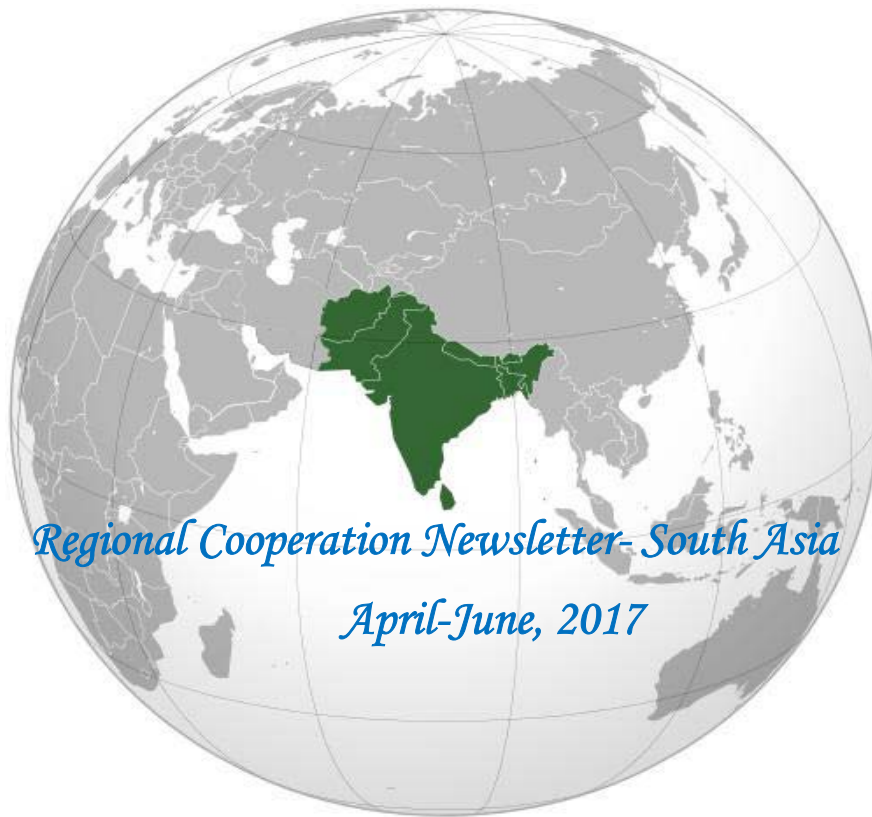 Regional Cooperation Newsletter- South Asia
April-June, 2017